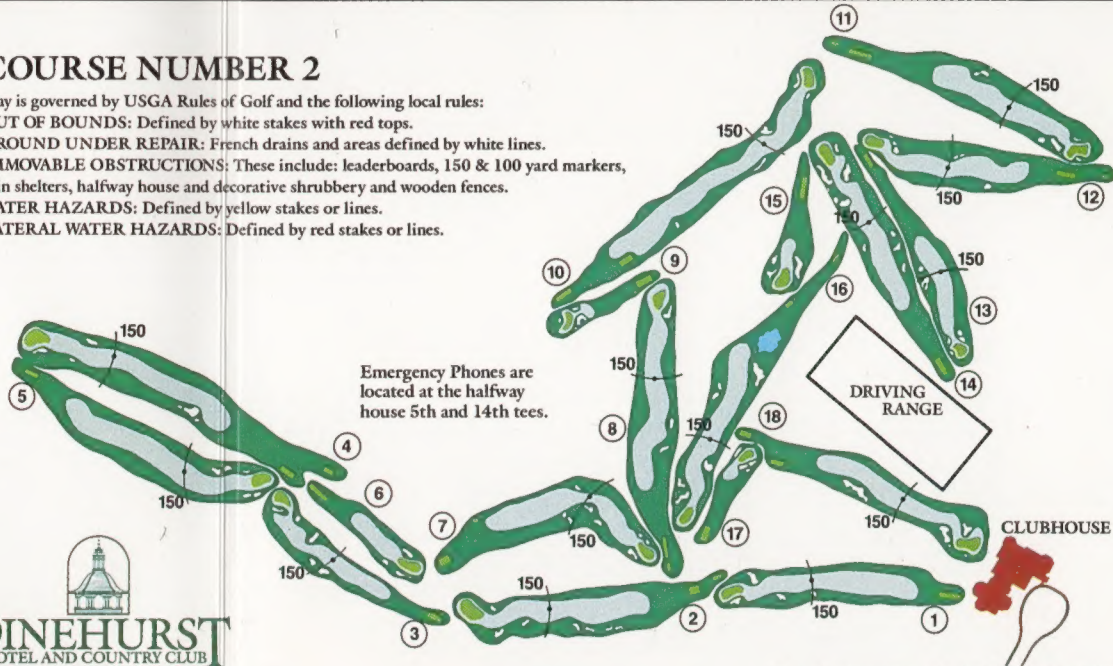 COURSE NUMBER 2
ay is governed by USGA Rules of Golf and the following local rules:
UT OF BOUNDS: Defined by white stakes with red tops.
ROUND UNDER REPAIR: French drains and areas defined by white lines.
MMOVABLE OBSTRUCTIONS: These include: leaderboards, 150 & 100 yard markers,
in shelters, halfway house and decorative shrubbery and wooden fences.
ATER HAZARDS: Defined by yellow stakes or lines.
ATERAL WATER HAZARDS: Defined by red stakes or lines.
11
150
150
12
150
15
150
150
10
9
16
13
150
5
150
Emergency Phones are
located at the halfway
house 5th and 14th tees.
150
8
DRIVING
RANGE
14
18
150
4
6
150
7
150
17
150
CLUBHOUSE
150
3
150
2
150
1
PINEHURST
HOTEL AND COUNTRY CLUB